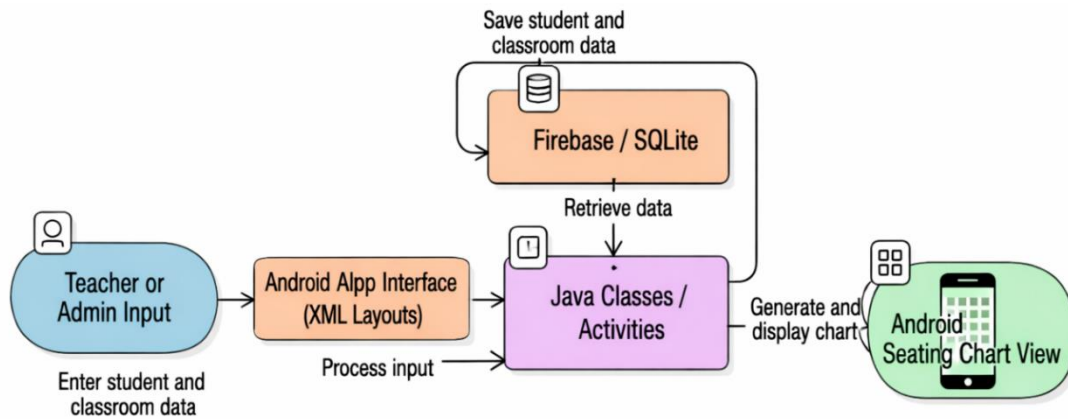 Save student and
classroom data
Firebase / SQLite
Retrieve data
Teacher or
Admin Input
Enter student and
classroom data
Android Alpp Interface
(XML Layouts)
Process input
Java Classes /
Activities
Generate and
display chart
Android
Seating Chart View